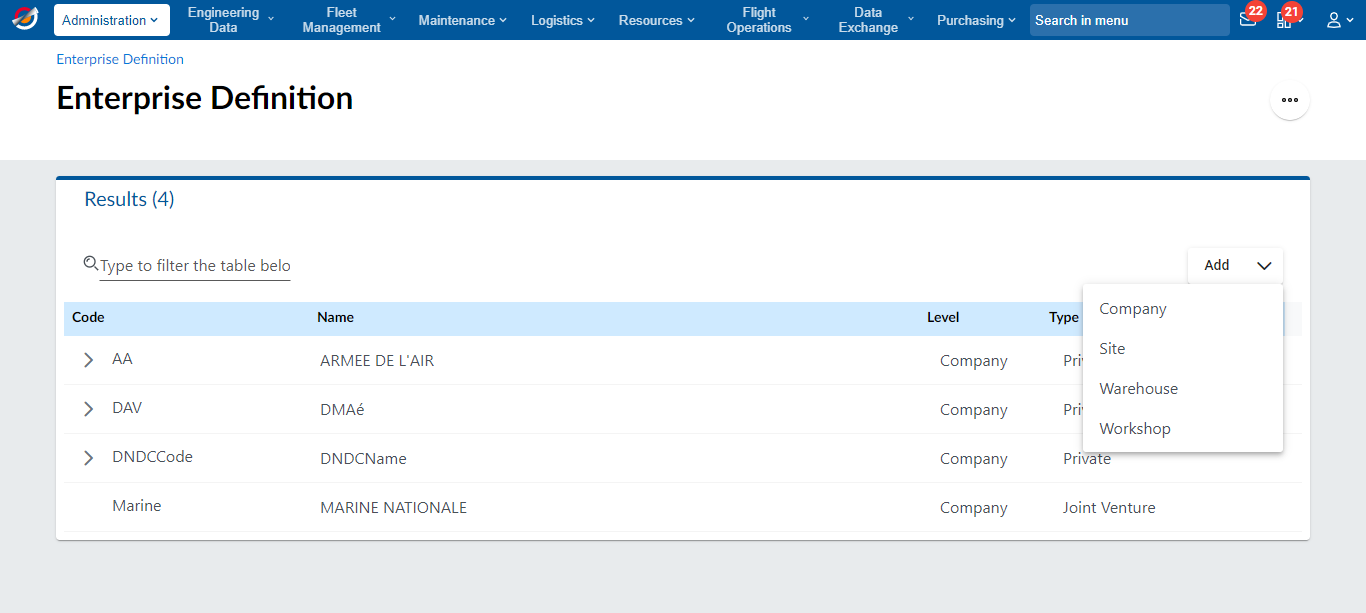 Administration
Engineering
Data
Fleet
Management
Maintenance
Logistics
Resources
Flight
Operations
Data
Exchange
Purchasing
Search in menu
22
21
Enterprise Definition
Enterprise Definition
Results (4)
Type to filter the table belo
Add
Code Name Level Type
Company
Site
Warehouse
Workshop
AA ARMEE DE L'AIR Company Pri
DAV DMAé Company Pri
DNDCCode DNDCName Company Private
Marine MARINE NATIONALE Company Joint Venture